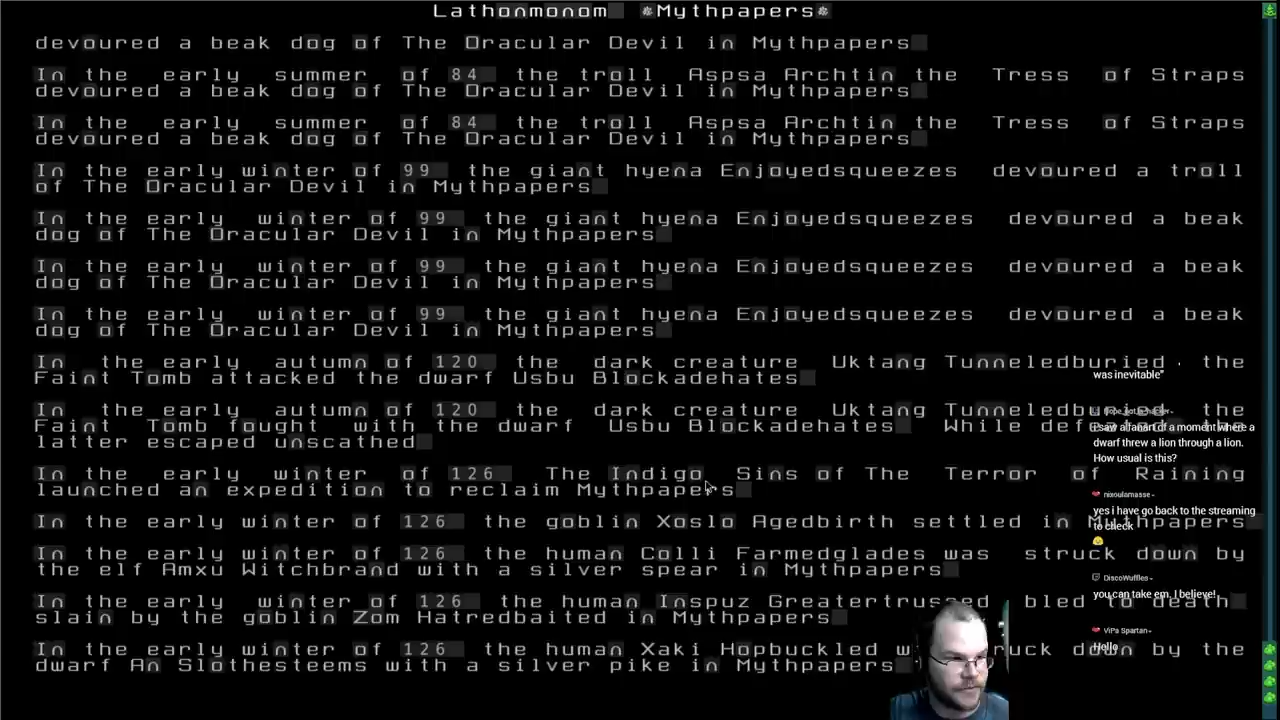 Lathonmonom *Mythpapers*
devoured a beak dog of The Oracular Devil in Mythpapers
In the early summer of 84 the troll Aspsa Archtin the Tress of Straps
devoured a beak dog of The Oracular Devil in Mythpapers
In the early summer of 84 the troll Aspsa Archtin the Tress of Straps
devoured a beak dog of The Oracular Devil in Mythpapers
In the early winter of 99 the giant hyena Enjoyedsqueezes devoured a troll
of The Oracular Devil in Mythpapers
In the early winter of 99 the giant hyena Enjoyedsqueezes devoured a beak
dog of The Oracular Devil in Mythpapers
In the early winter of 99 the giant hyena Enjoyedsqueezes devoured a beak
dog of The Oracular Devil in Mythpapers
In the early winter of 99 the giant hyena Enjoyedsqueezes devoured a beak
dog of The Oracular Devil in Mythpapers
In the early autumn of 120 the dark creature Uktang Tunneledburied the
Faint Tomb attacked the dwarf Usbu Blockadehates
In the early autumn of 120 the dark creature Uktang Tunneledburied the
Faint Tomb fought with the dwarf Usbu Blockadehates While the
latter escaped unscathed
In the early winter of 126 The Indigo Sins of The Terror of Raining
launched an expedition to reclaim Mythpapers
In the early winter of 126 the goblin Xoslo Agedbirth settled in Mythpapers
In the early winter of 126 the human Colli Farmedglades was struck down by
the elf Amxu Witchbrand with a silver spear in Mythpapers
In the early winter of 126 the human Inspuz Greatertrussed bled to death
slain by the goblin Zom Hatredbaited in Mythpapers
In the early winter of 126 the human Xaki Hopbuckled w ruck down by the
dwarf An Slothesteems with a silver pike in Mythpapers
was inevitable"
i saw a fanart of a moment where a
dwarf threw a lion through a lion.
How usual is this?
nixoulamasse
yes i have go back to the streaming
to check
DiscoWuffles
you can take em, I believe!
ViPa Spartan
Hello